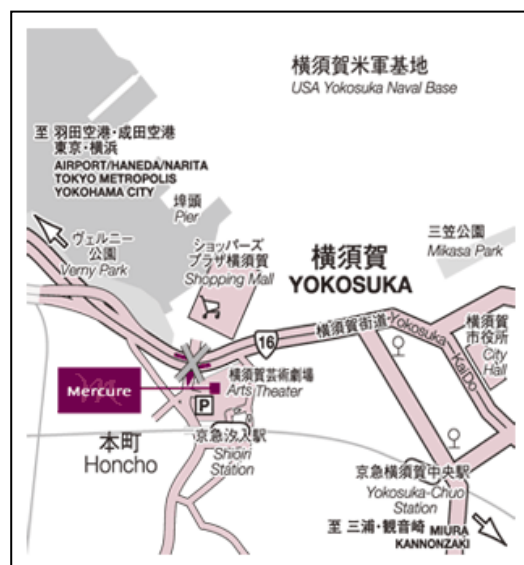 横須賀米軍基地
USA Yokosuka Naval Base
至 羽田空港・成田空港
東京・横浜
AIRPORT/HANEDA/NARITA
TOKYO METROPOLIS
YOKOHAMA CITY
埠頭
Pier
ヴェルニー
公園
Verny Park
ショッパーズ
プラザ横須賀
Shopping Mall
三笠公園
Mikasa Park
横須賀
YOKOSUKA
16
横須賀街道 Yokosuka KaiDo
横須賀
市役所
City
Hall
Mercure
横須賀芸術劇場
Arts Theater
P
本町
Honcho
京急汐入駅
Shioiri
Station
京急横須賀中央駅
Yokosuka-Chuo
Station
至 三浦・観音崎 MIURA
KANNONZAKI